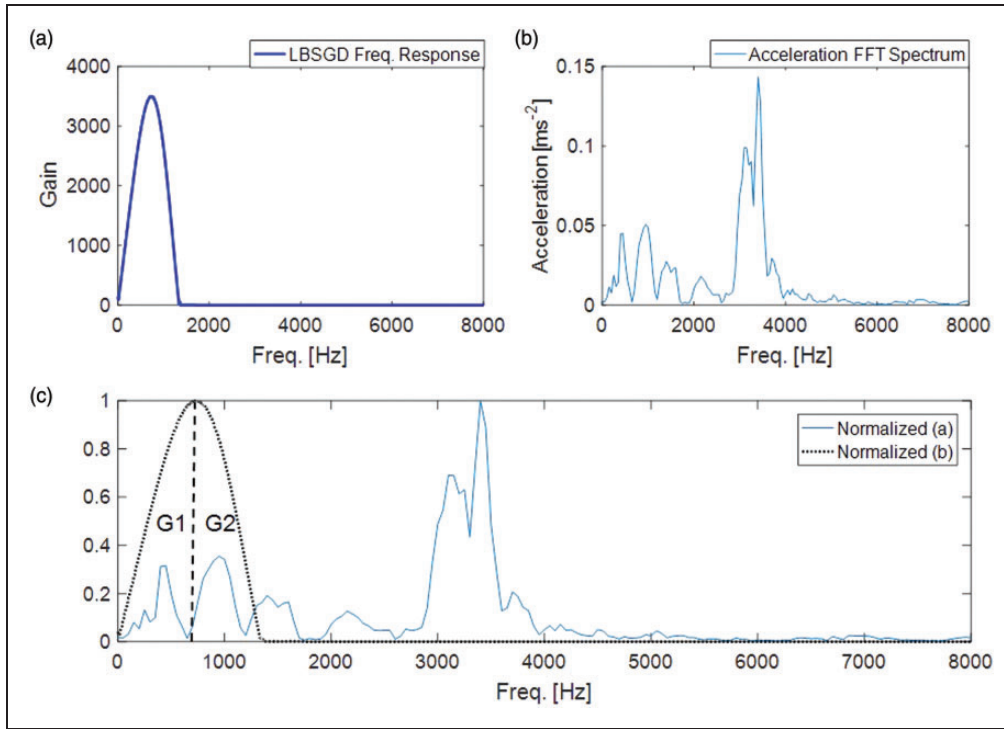 (a)
LBSGD Freq. Response
4000
3000
2000
1000
0
Gain
0 2000 4000 6000 8000
Freq. [Hz]
(b)
Acceleration FFT Spectrum
0.15
0.1
0.05
0
Acceleration [ms-2]
0 2000 4000 6000 8000
Freq. [Hz]
(c)
1
0.8
0.6
0.4
0.2
0
G1 G2
Normalized (a)
Normalized (b)
0 1000 2000 3000 4000 5000 6000 7000 8000
Freq. [Hz]